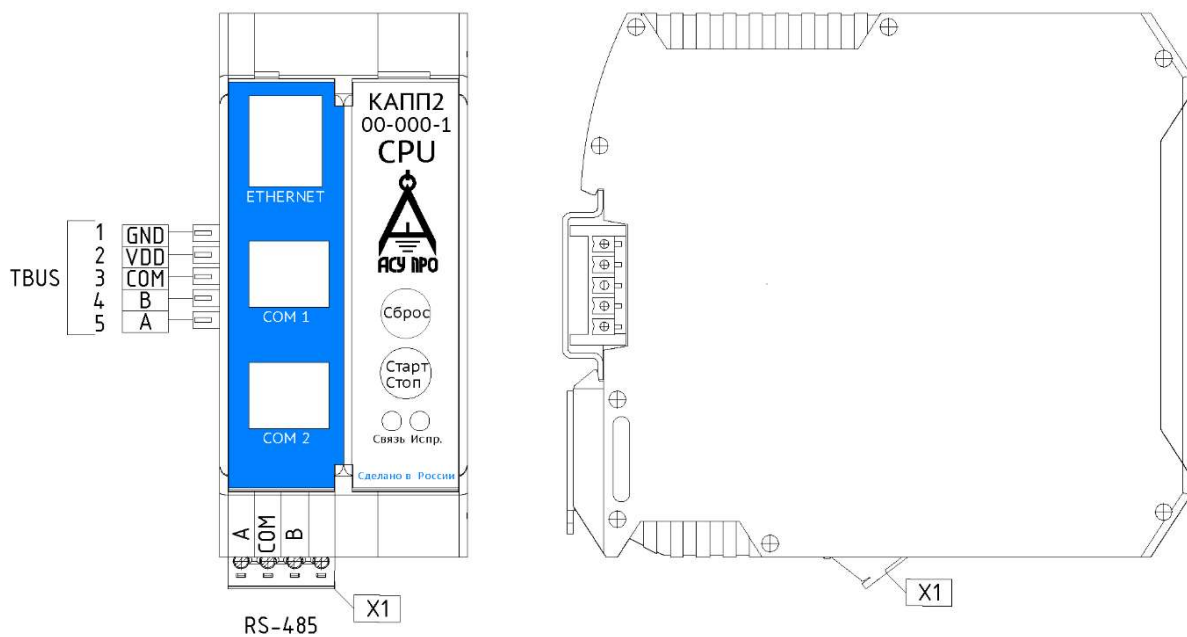 КАПП2
00-000-1
CPU
АСУ ПРО
ETHERNET
COM 1
COM 2
Сброс
Старт
Стоп
Связь Испр.
Сделано в России
TBUS
1 GND
2 VDD
3 COM
4 B
5 A
A COM B
X1
RS-485
X1